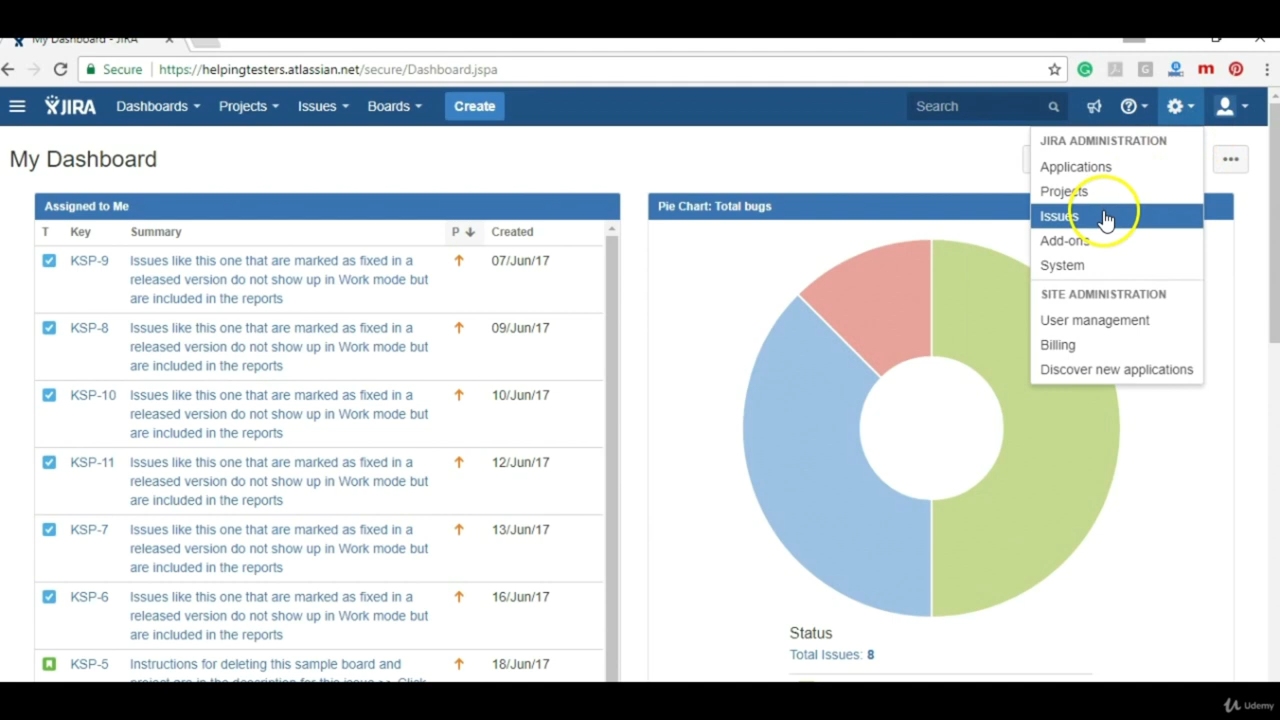 My Dashboard - JIRA
Secure https://helpingtesters.atlassian.net/secure/Dashboard.jspa
JIRA Dashboards Projects Issues Boards Create Search
My Dashboard
JIRA ADMINISTRATION
Applications
Projects
Issues
Add-ons
System
SITE ADMINISTRATION
User management
Billing
Discover new applications
Assigned to Me
T Key Summary P Created
KSP-9 Issues like this one that are marked as fixed in a 07/Jun/17
released version do not show up in Work mode but
are included in the reports
KSP-8 Issues like this one that are marked as fixed in a 09/Jun/17
released version do not show up in Work mode but
are included in the reports
KSP-10 Issues like this one that are marked as fixed in a 10/Jun/17
released version do not show up in Work mode but
are included in the reports
KSP-11 Issues like this one that are marked as fixed in a 12/Jun/17
released version do not show up in Work mode but
are included in the reports
KSP-7 Issues like this one that are marked as fixed in a 13/Jun/17
released version do not show up in Work mode but
are included in the reports
KSP-6 Issues like this one that are marked as fixed in a 16/Jun/17
released version do not show up in Work mode but
are included in the reports
KSP-5 Instructions for deleting this sample board and 18/Jun/17
project are in the description for this issue >> Click
Pie Chart: Total bugs
Status
Total Issues: 8
Udemy